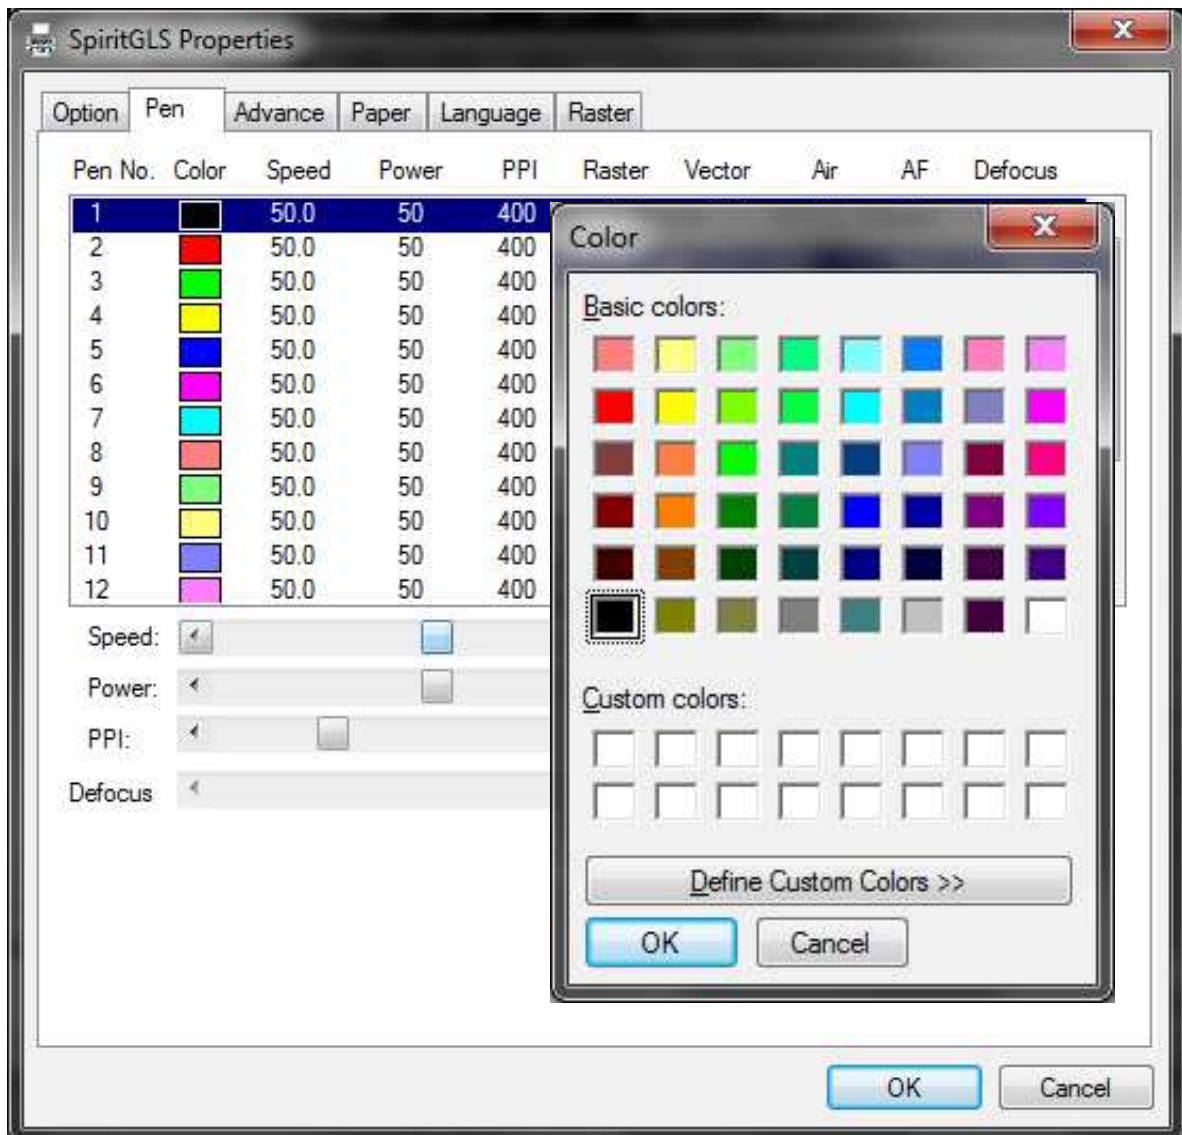 SpiritGLS Properties
Option Pen Advance Paper Language Raster
Pen No. Color Speed Power PPI Raster Vector Air AF Defocus
1 50.0 50 400
2 50.0 50 400
3 50.0 50 400
4 50.0 50 400
5 50.0 50 400
6 50.0 50 400
7 50.0 50 400
8 50.0 50 400
9 50.0 50 400
10 50.0 50 400
11 50.0 50 400
12 50.0 50 400
Speed:
Power:
PPI:
Defocus
Color
Basic colors:
Custom colors:
Define Custom Colors >>
OK Cancel
OK Cancel